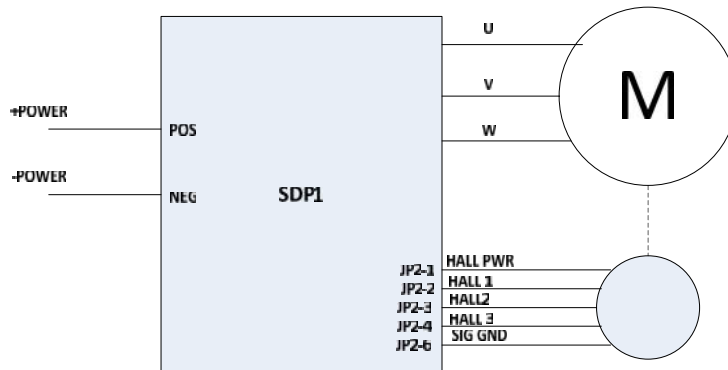 U
+POWER
V
M
POS
W
-POWER
NEG
SDP1
JP2-1 HALL PWR
JP2-2 HALL 1
JP2-3 HALL2
JP2-4 HALL 3
JP2-6 SIG GND